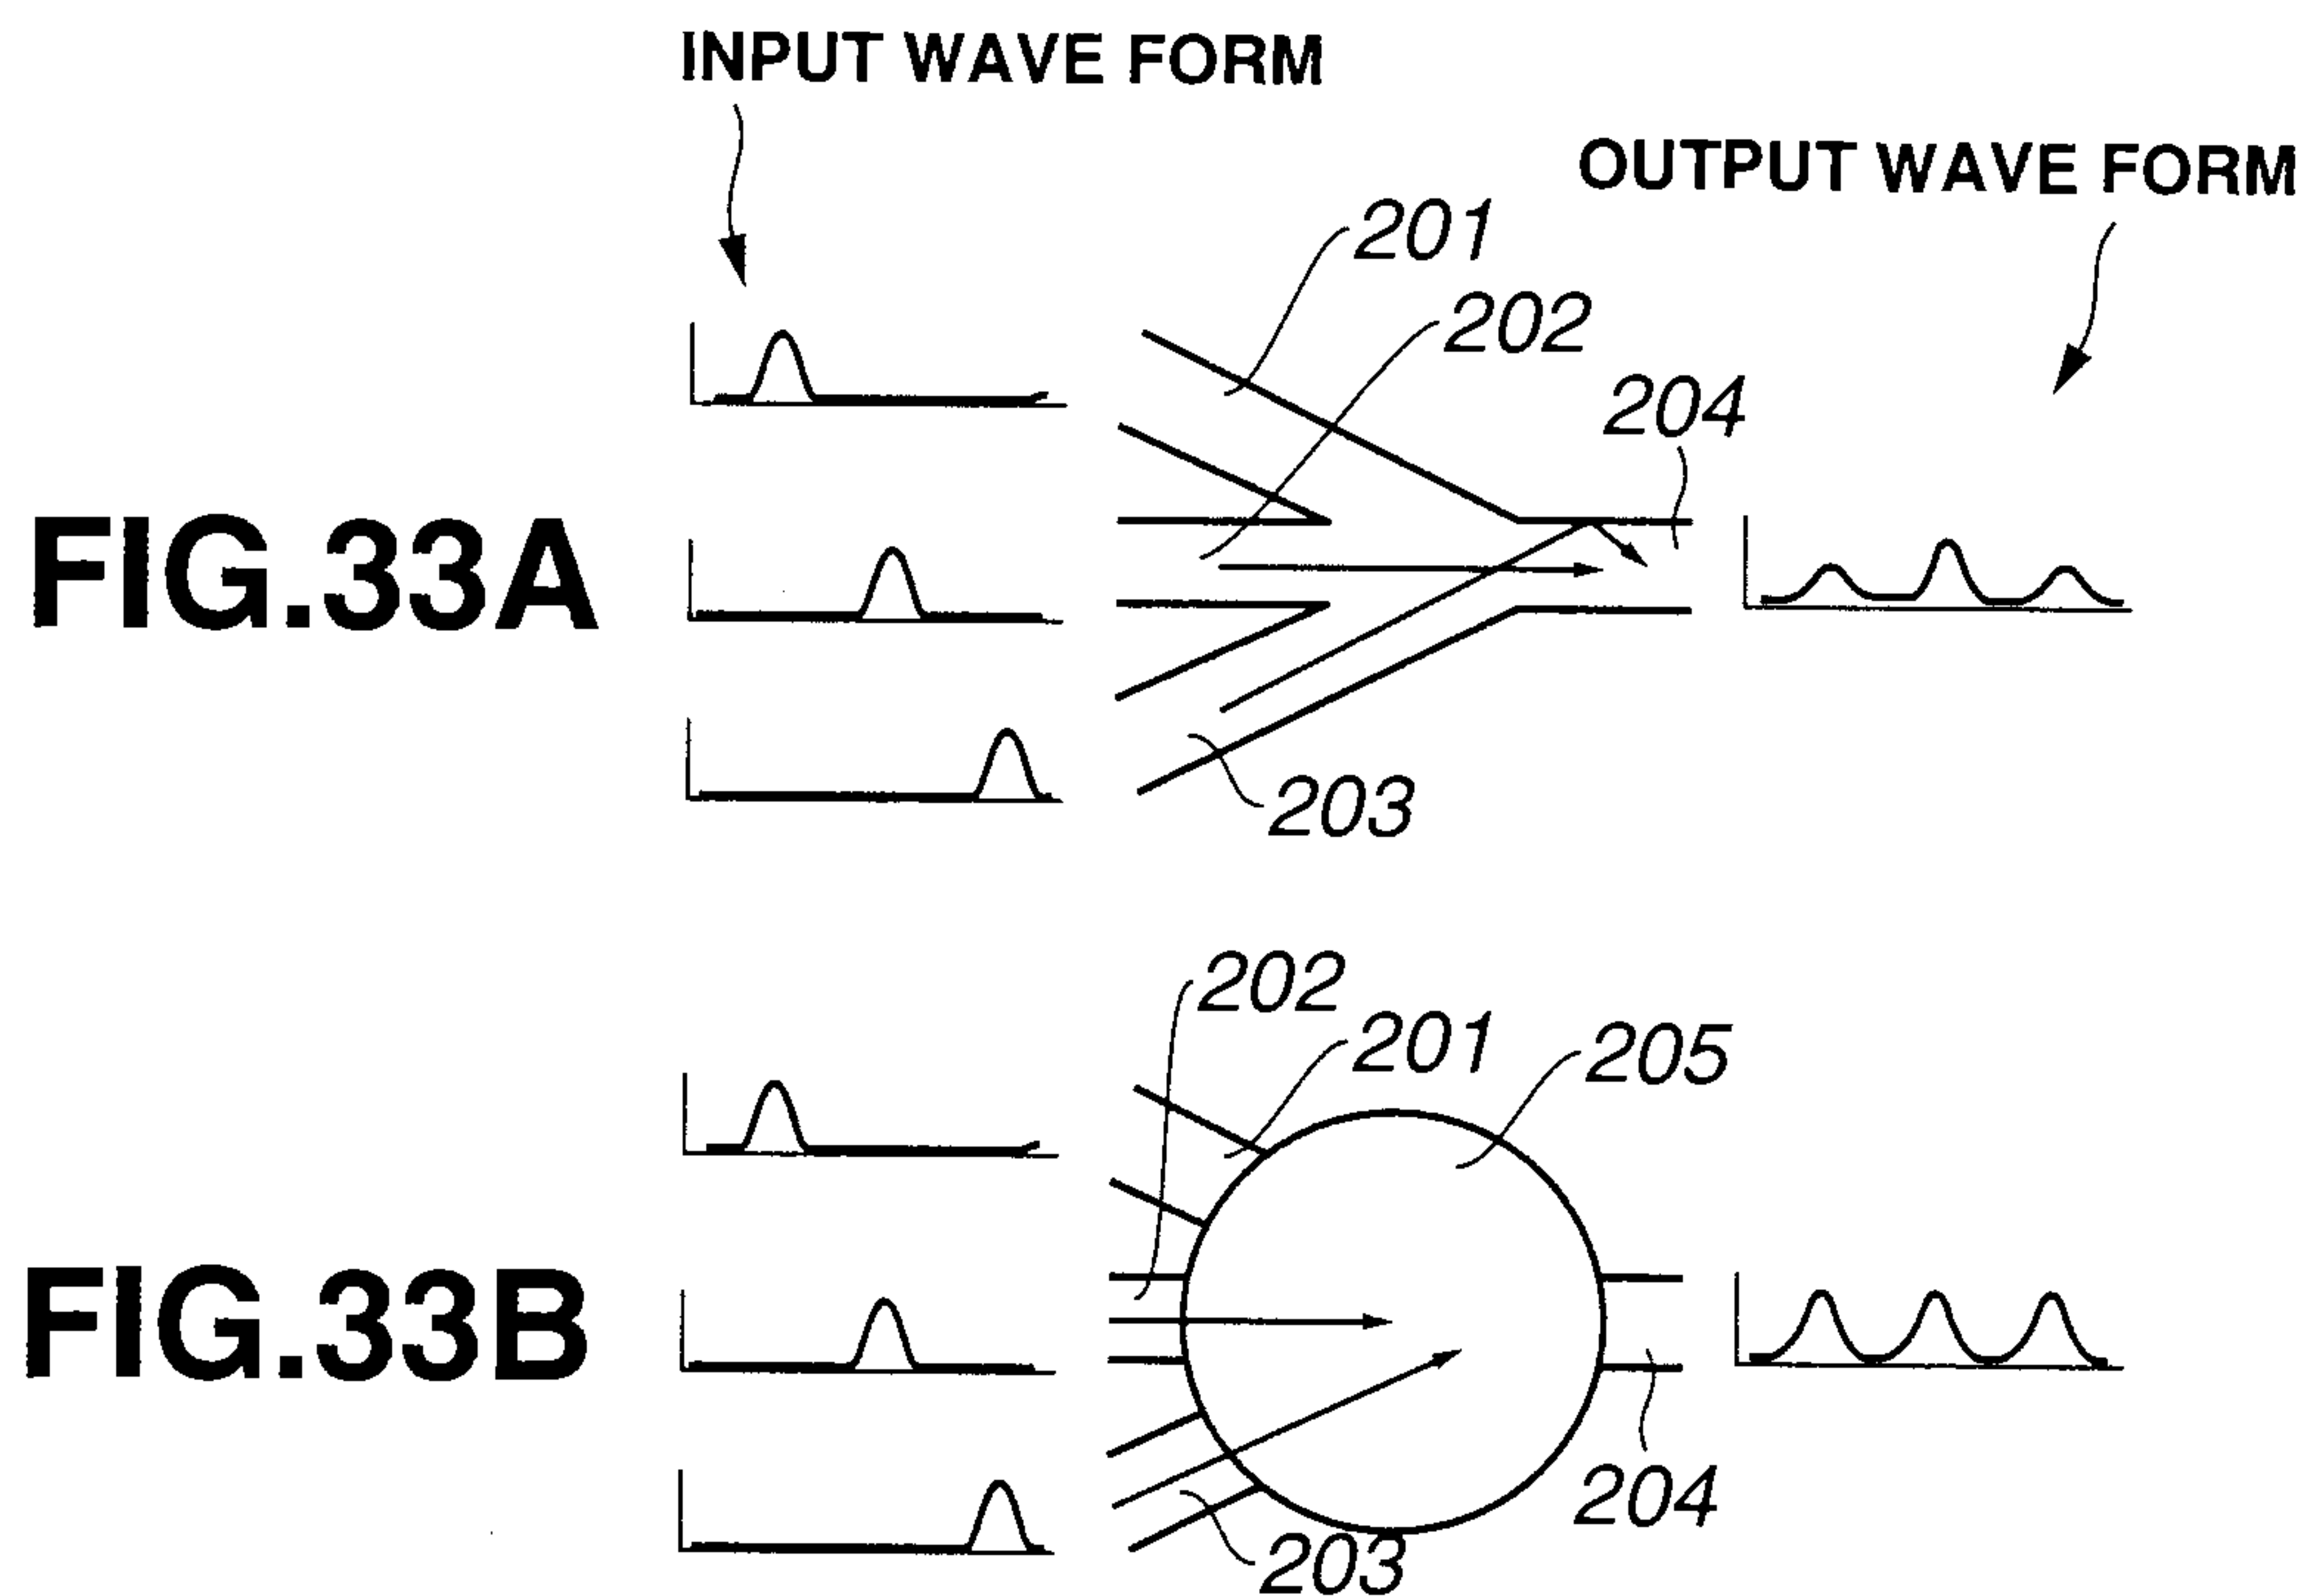 INPUT WAVE FORM
OUTPUT WAVE FORM
201
202
204
FIG.33A
203
202
201
205
FIG.33B
204
203